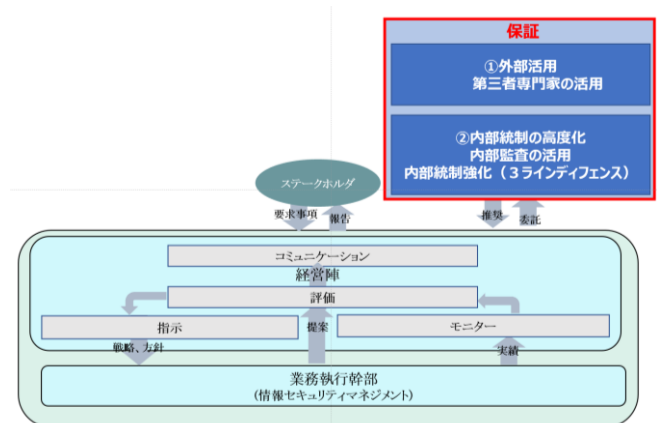 保証
①外部活用
第三者専門家の活用
②内部統制の高度化
内部監査の活用
内部統制強化（３ラインディフェンス）
ステークホルダ
要求事項
報告
推奨
委託
コミュニケーション
経営陣
評価
指示
提案
モニター
戦略、方針
実績
業務執行幹部
(情報セキュリティマネジメント)